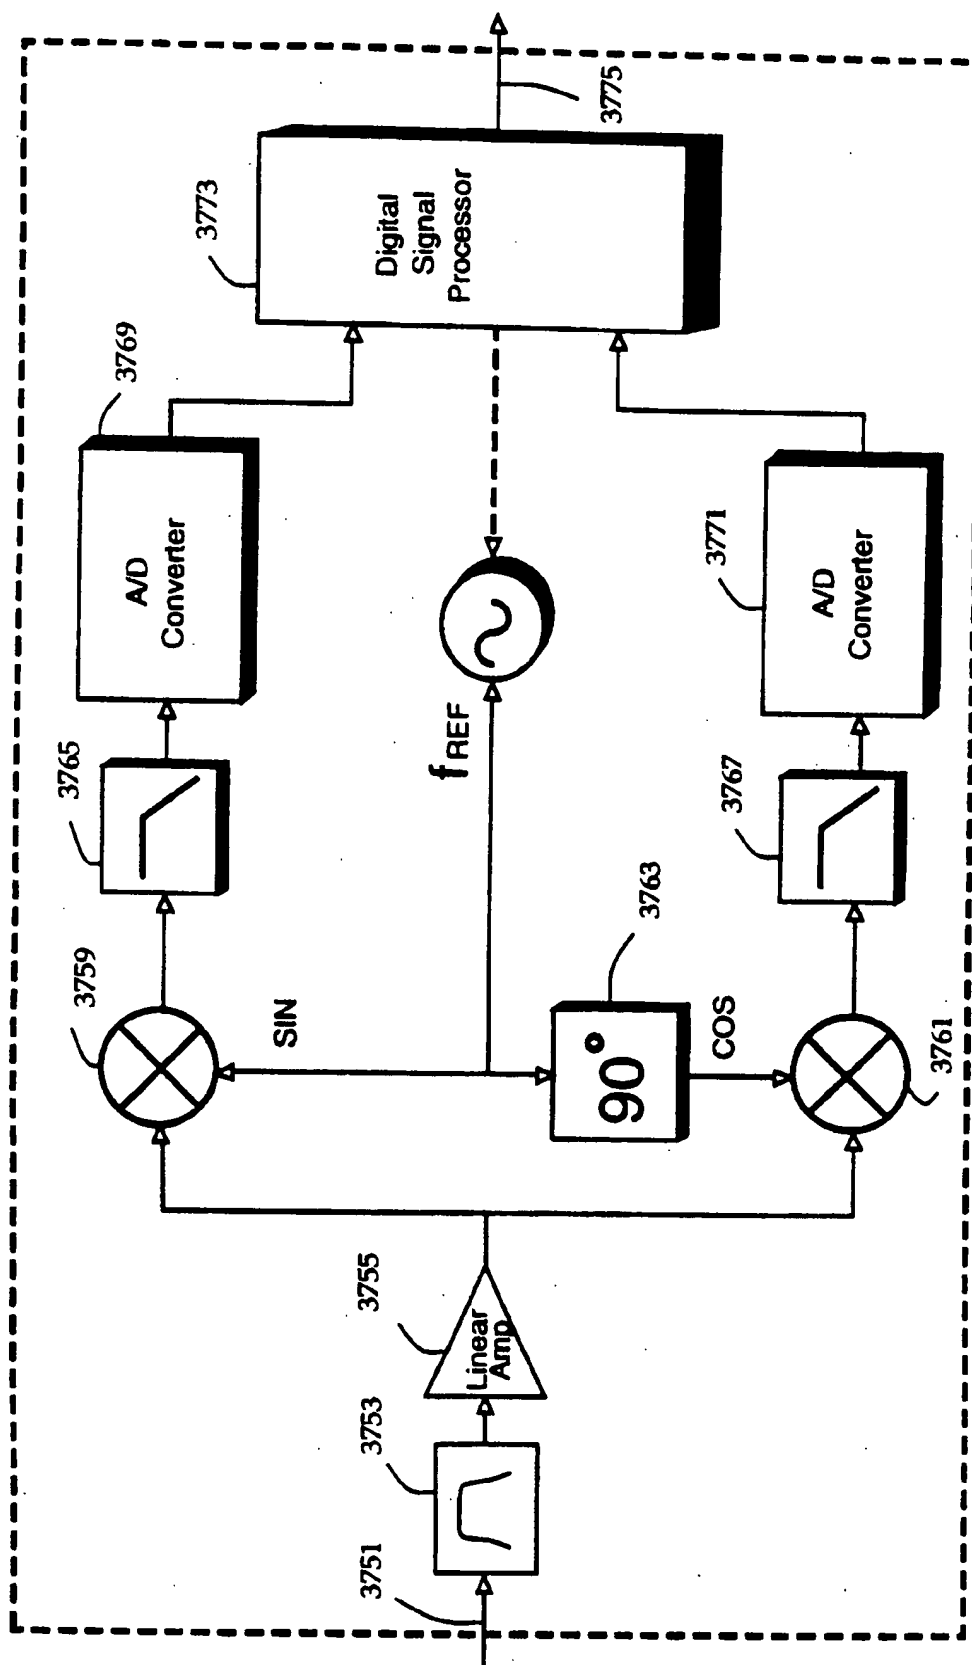 3751
3753
3755
Linear
Amp
3759
SIN
90°
3763
COS
3761
3765
fREF
3767
3769
A/D
Converter
3771
A/D
Converter
3773
Digital
Signal
Processor
3775